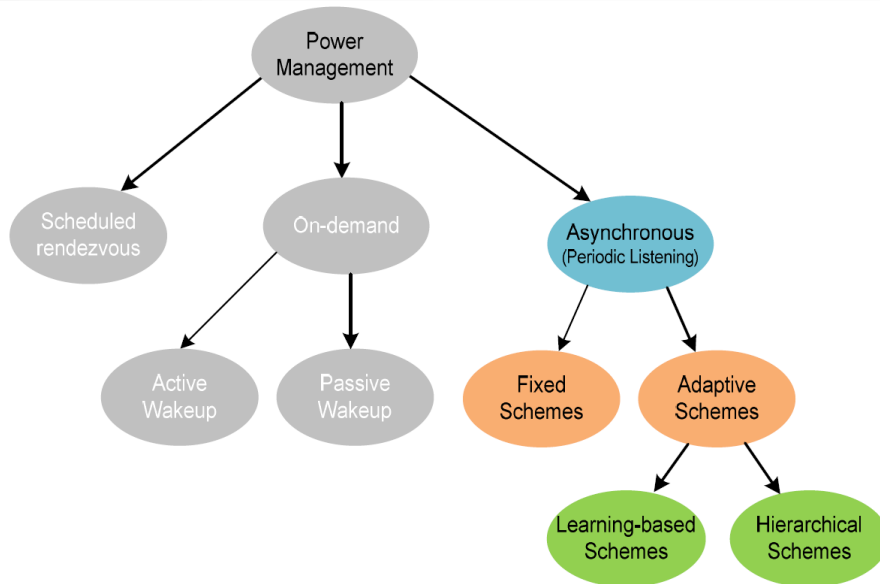 Power
Management
Scheduled
rendezvous
On-demand
Asynchronous
(Periodic Listening)
Active
Wakeup
Passive
Wakeup
Fixed
Schemes
Adaptive
Schemes
Learning-based
Schemes
Hierarchical
Schemes